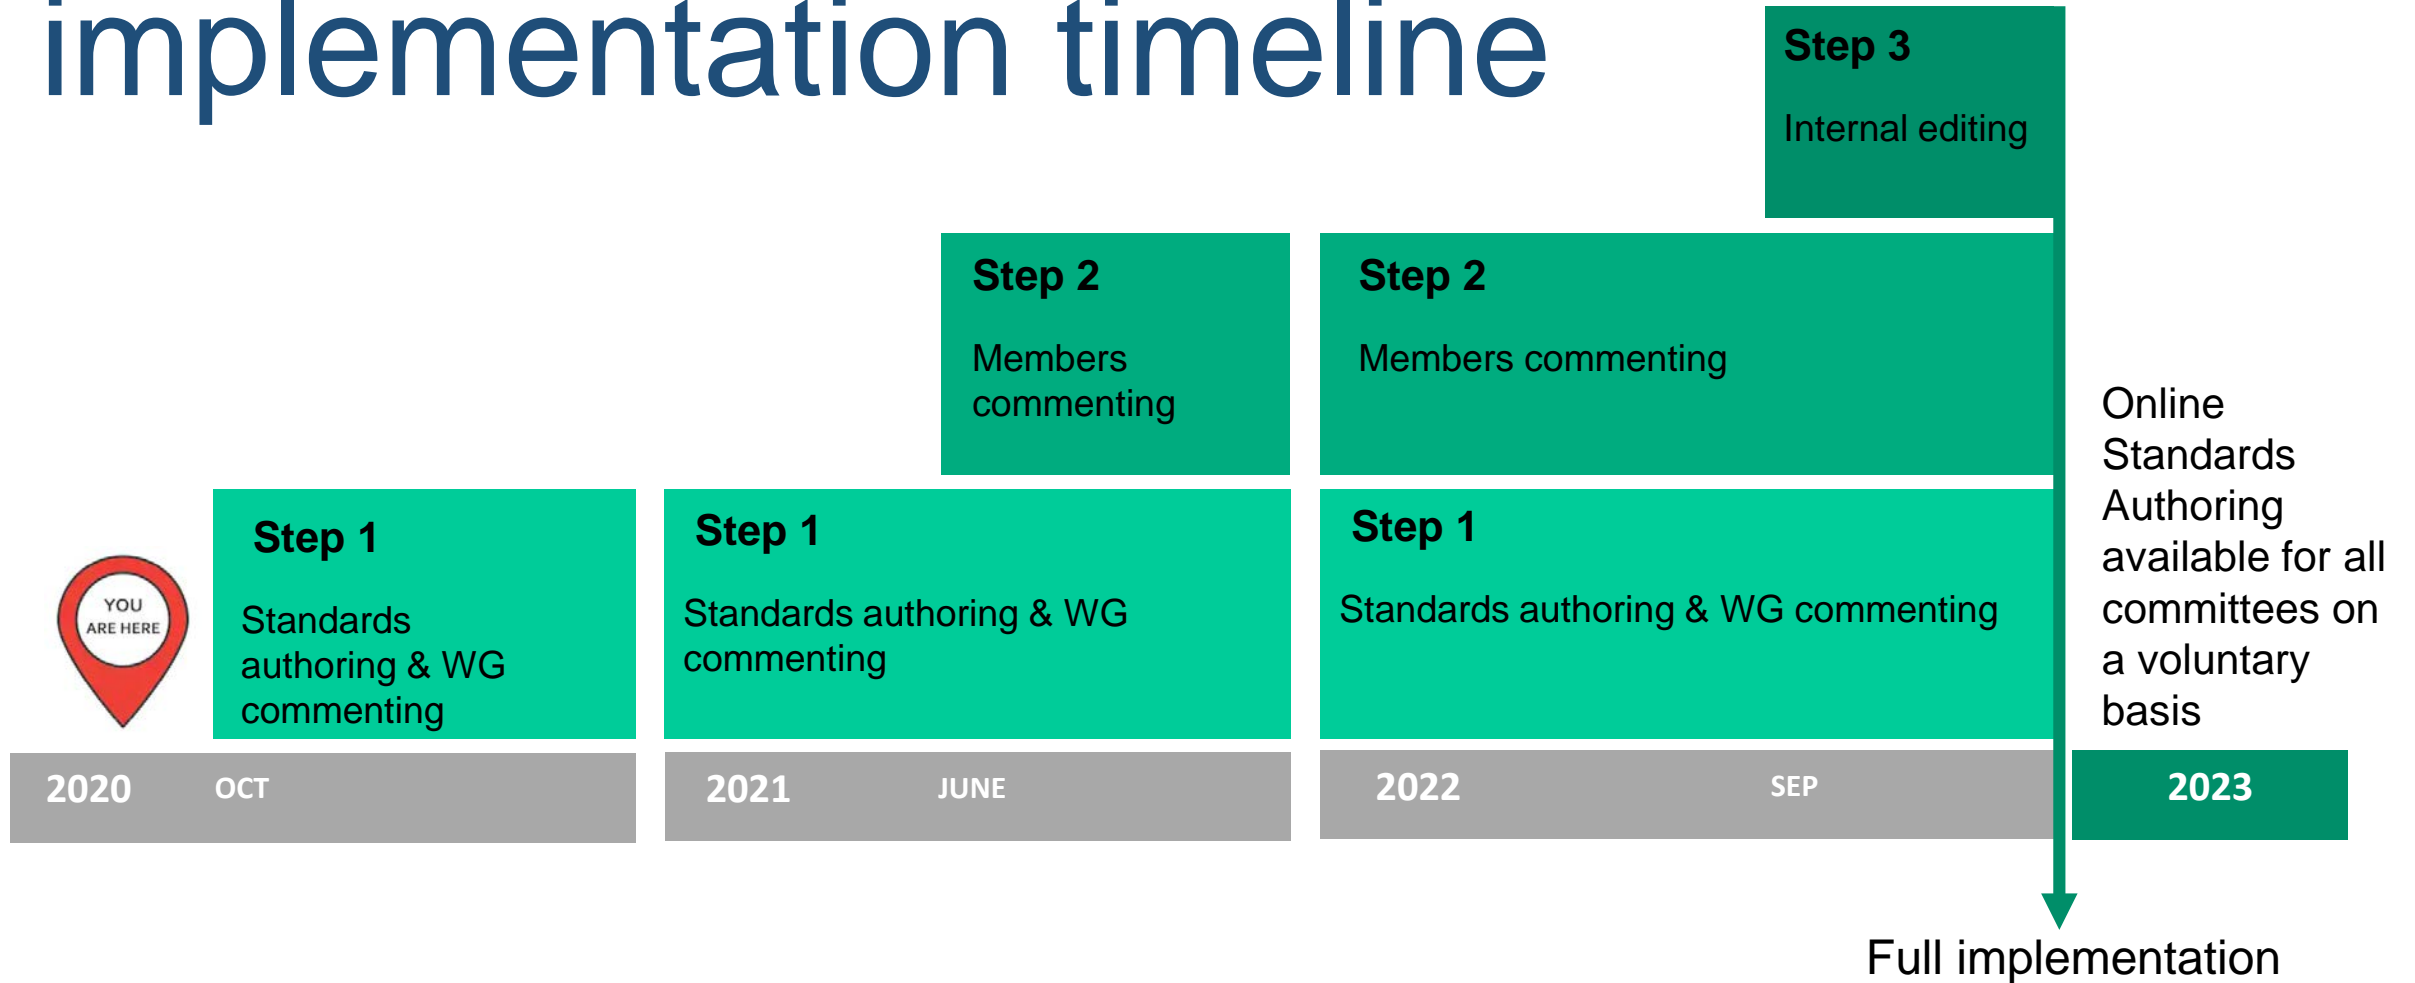 implementation timeline
Step 3
Internal editing
Step 2
Members
commenting
Step 2
Members commenting
Step 1
Standards
authoring & WG
commenting
Step 1
Standards authoring & WG
commenting
Step 1
Standards authoring & WG commenting
Online
Standards
Authoring
available for all
committees on
a voluntary
basis
YOU
ARE HERE
2020 OCT
2021 JUNE
2022 SEP
2023
Full implementation